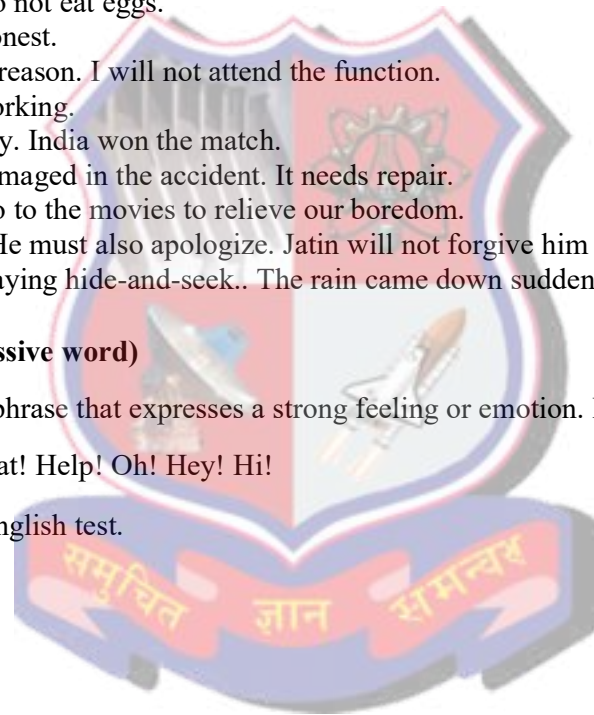 o not eat eggs.
onest.
reason. I will not attend the function.
orking.
y. India won the match.
maged in the accident. It needs repair.
o to the movies to relieve our boredom.
He must also apologize. Jatin will not forgive him
aying hide-and-seek.. The rain came down sudden
ssive word)
phrase that expresses a strong feeling or emotion.
at! Help! Oh! Hey! Hi!
nglish test.
समुचित ज्ञान समन्वय